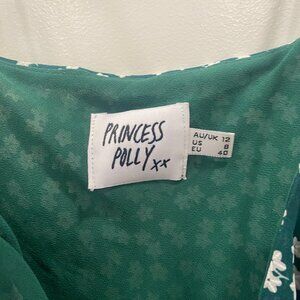 PRINCESS
POLLY xx
AU/UK 12
US 8
EU 40